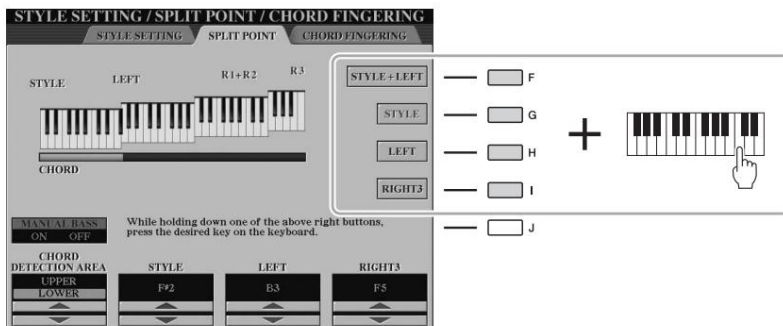 STYLE SETTING / SPLIT POINT / CHORD FINGERING
STYLE SETTING SPLIT POINT CHORD FINGERING
STYLE LEFT R1+R2 R3
CHORD
STYLE+LEFT F
STYLE G
LEFT H
RIGHT3 I
J
+
MANUAL BASS
ON OFF
While holding down one of the above right buttons,
press the desired key on the keyboard.
CHORD
DETECTION AREA STYLE LEFT RIGHT3
UPPER
LOWER
F#2 B3 F5